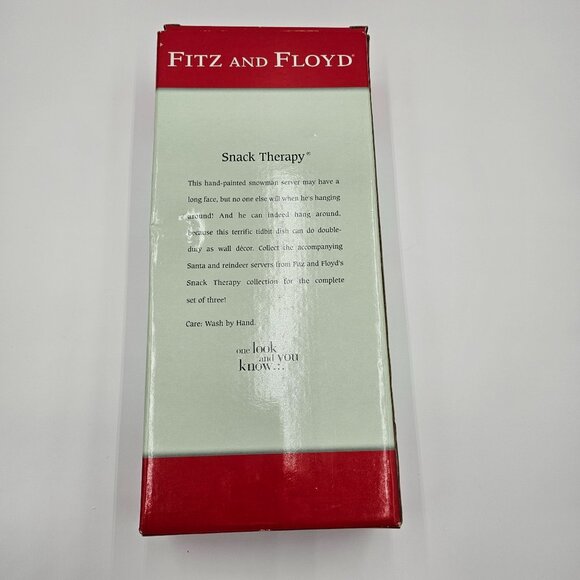 FITZ AND FLOYD®
Snack Therapy®
This hand-painted snowman server may have a
long face, but no one else will when he's hanging
around! And he can indeed hang around,
because this terrific tidbit dish can do double-
duty as wall décor. Collect the accompanying
Santa and reindeer servers from Fitz and Floyd's
Snack Therapy collection for the complete
set of three!
Care: Wash by Hand.
one look
and you
know...